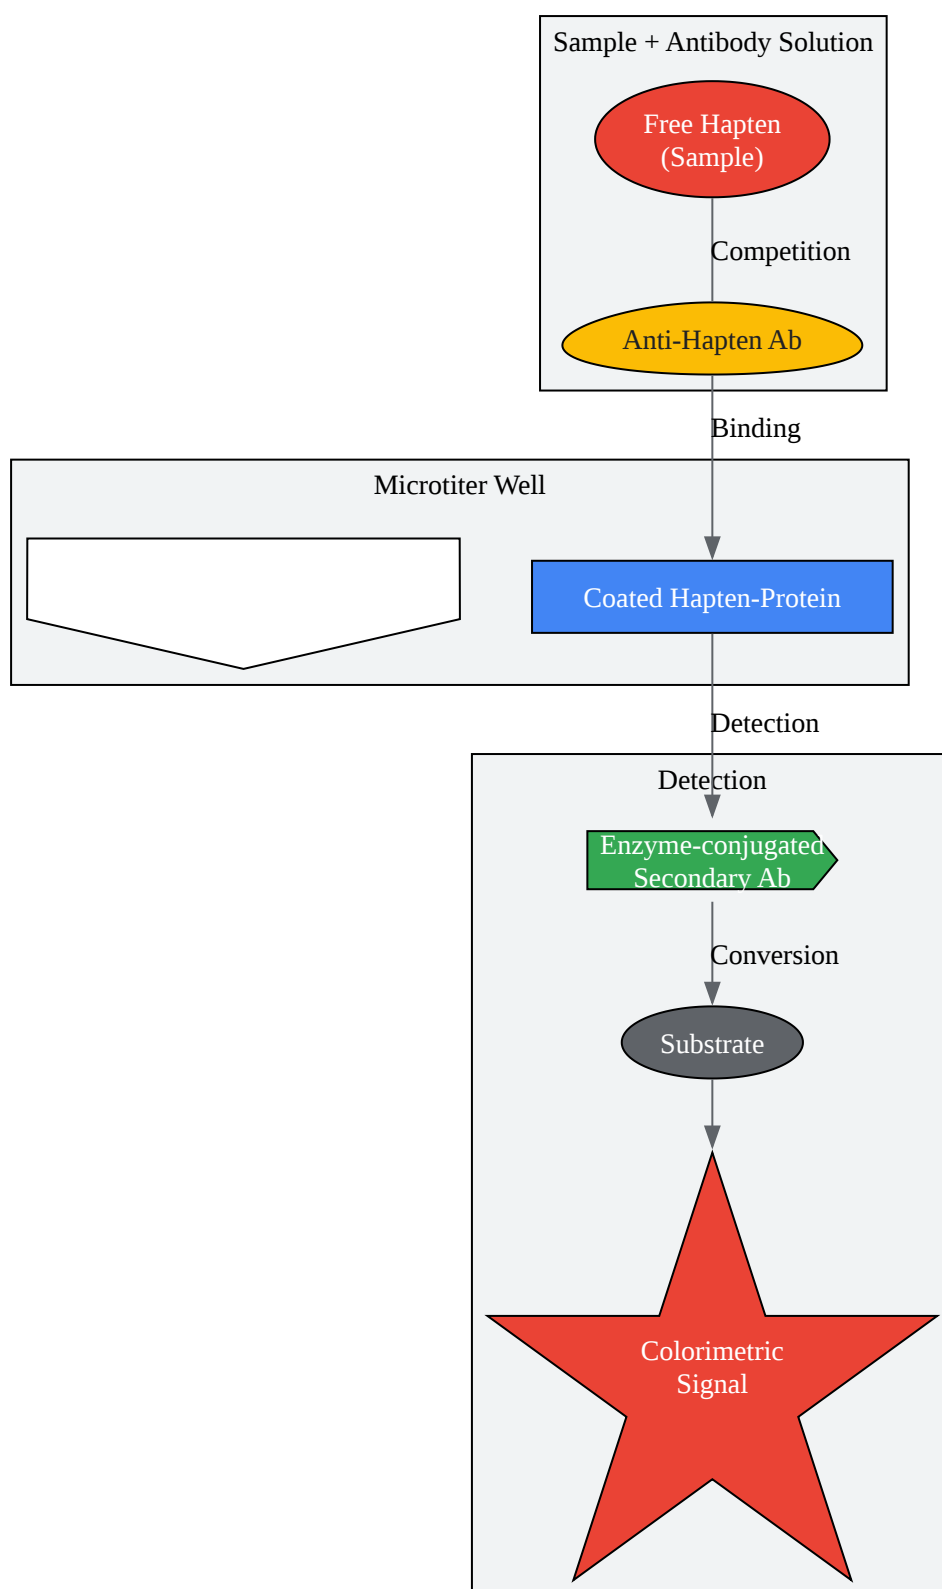 Sample + Antibody Solution
Free Hapten
(Sample)
Competition
Anti-Hapten Ab
Binding
Microtiter Well
Coated Hapten-Protein
Detection
Detection
Enzyme-conjugated
Secondary Ab
Conversion
Substrate
Colorimetric
Signal